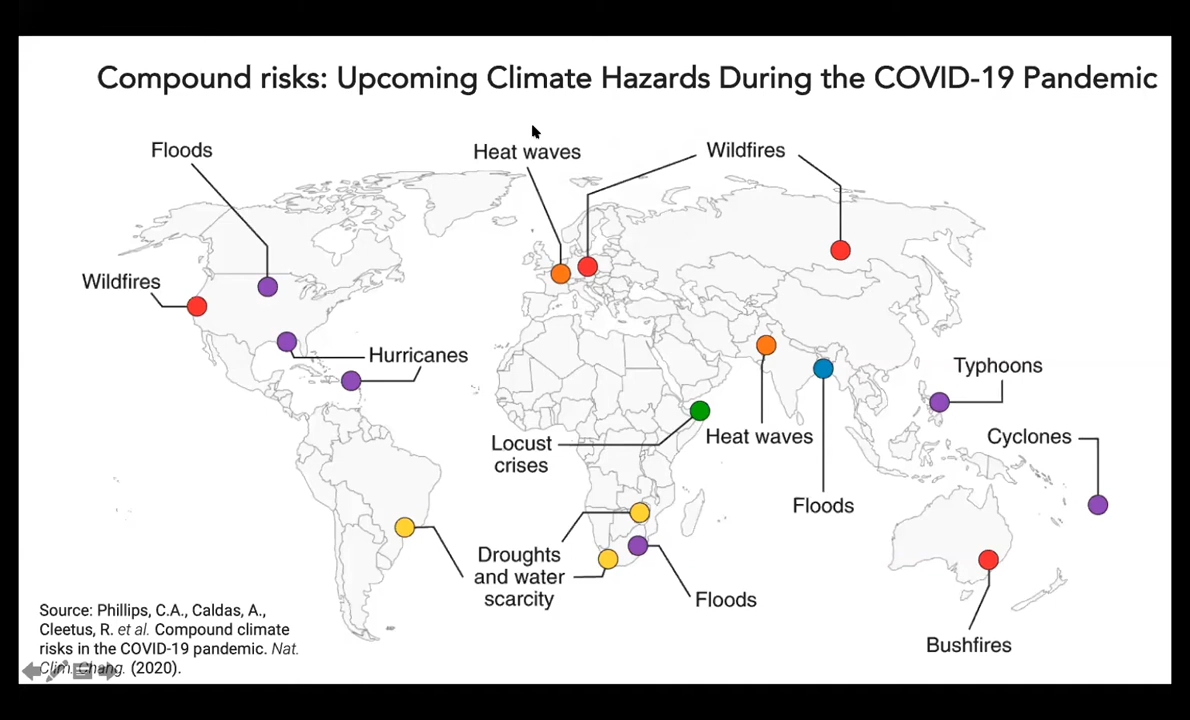 Compound risks: Upcoming Climate Hazards During the COVID-19 Pandemic
Floods
Heat waves
Wildfires
Wildfires
Hurricanes
Typhoons
Locust
crises
Heat waves
Cyclones
Floods
Droughts
and water
scarcity
Floods
Bushfires
Source: Phillips, C.A., Caldas, A.,
Cleetus, R. et al. Compound climate
risks in the COVID-19 pandemic. Nat.
Clim. Chang. (2020).